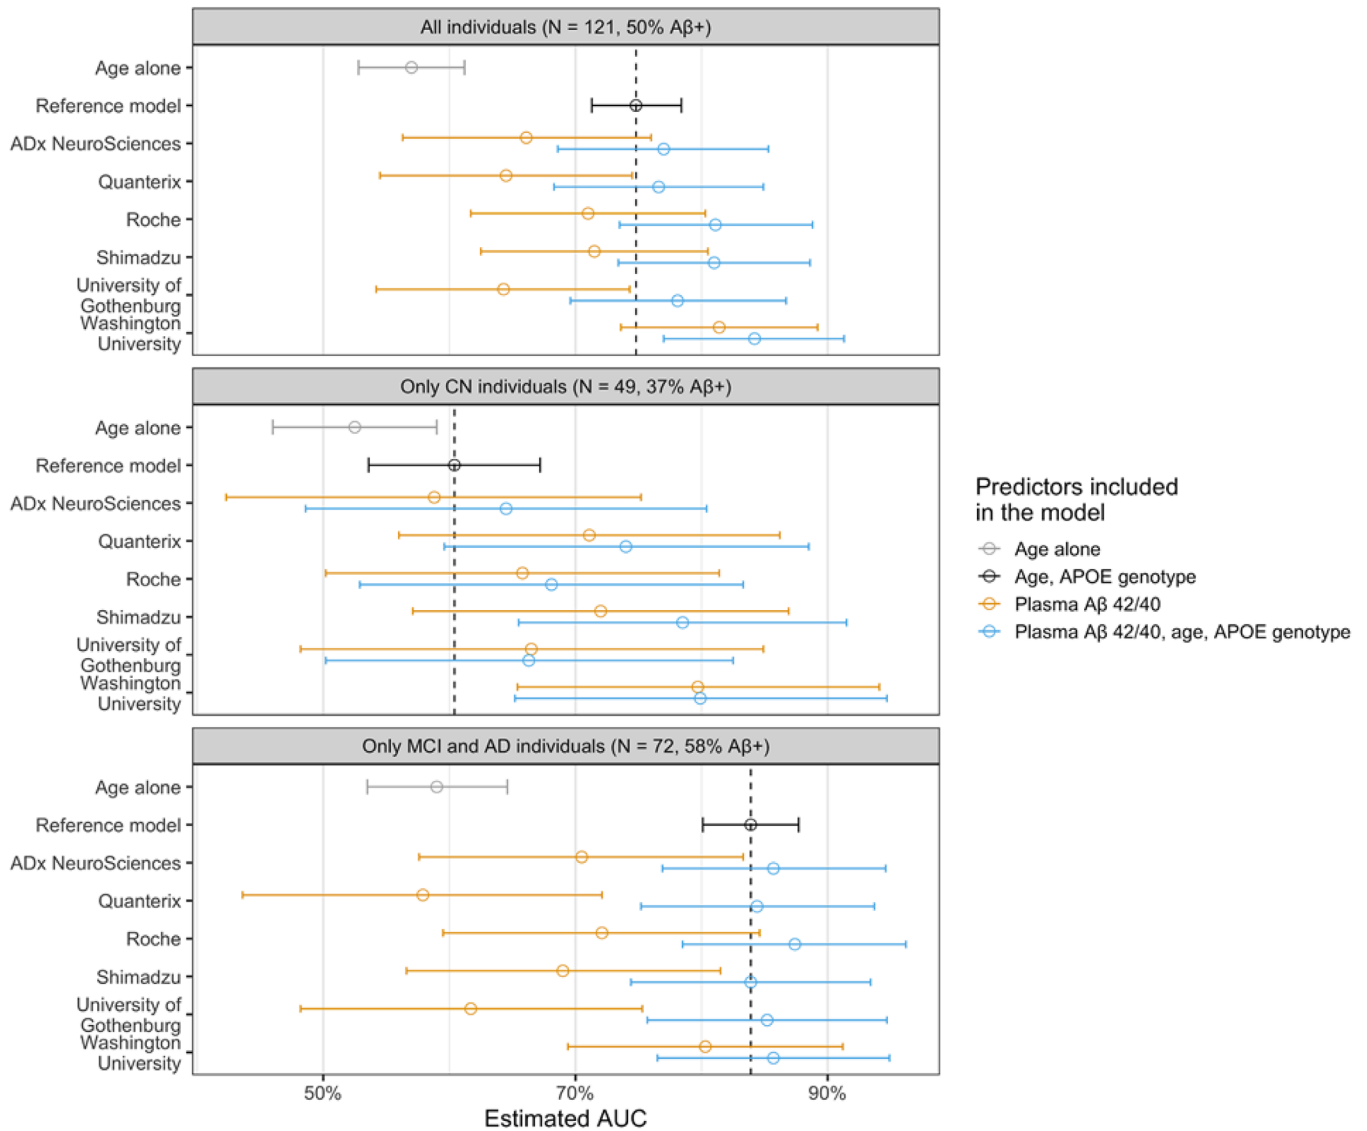 All individuals (N = 121, 50% Aβ+)
Age alone
Reference model
ADx NeuroSciences
Quanterix
Roche
Shimadzu
University of
Gothenburg
Washington
University
Only CN individuals (N = 49, 37% Aβ+)
Age alone
Reference model
ADx NeuroSciences
Quanterix
Roche
Shimadzu
University of
Gothenburg
Washington
University
Only MCI and AD individuals (N = 72, 58% Aβ+)
Age alone
Reference model
ADx NeuroSciences
Quanterix
Roche
Shimadzu
University of
Gothenburg
Washington
University
50% 70% 90%
Estimated AUC
Predictors included
in the model
Age alone
Age, APOE genotype
Plasma Aβ 42/40
Plasma Aβ 42/40, age, APOE genotype